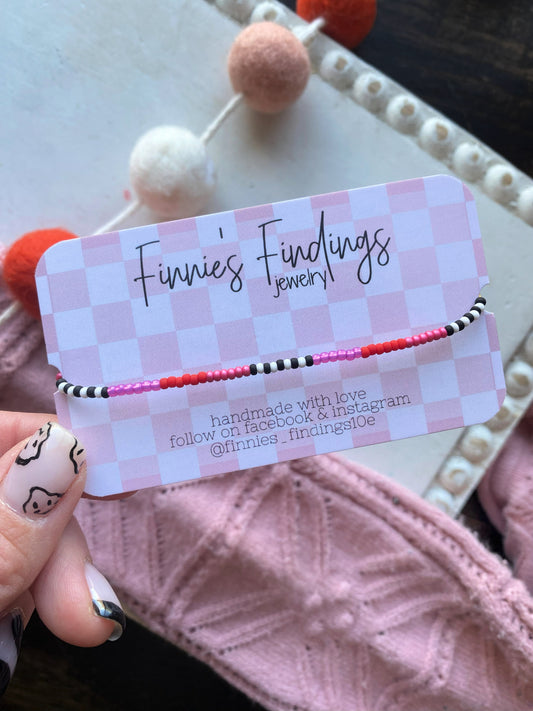 Finnie's Findings
jewelry
handmade with love
follow on facebook & instagram
@finnies_findings10e